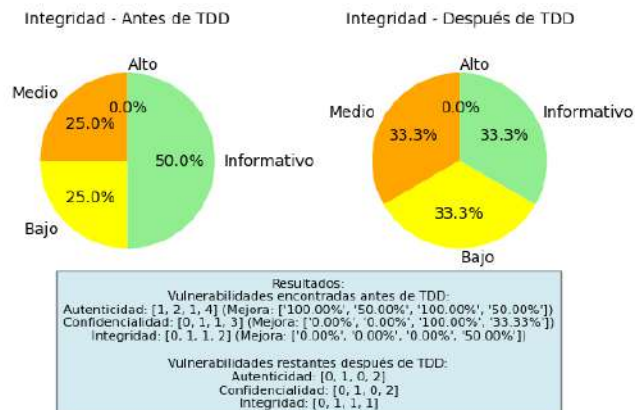 Integridad - Antes de TDD
Integridad - Después de TDD
Alto
Medio
0.0%
25.0%
50.0%
Informativo
25.0%
Bajo
Alto
Medio
0.0%
Informativo
33.3%
33.3%
33.3%
Bajo
Resultados:
Vulnerabilidades encontradas antes de TDD:
Autenticidad: [1, 2, 1, 4] (Mejora: ['100.00%', '50.00%', '100.00%', '50.00%'])
Confidencialidad: [0, 1, 1, 3] (Mejora: ['0.00%', '0.00%', '100.00%', '33.33%'])
Integridad: [0, 1, 1, 2] (Mejora: ['0.00%', '0.00%', '0.00%', '50.00%'])
Vulnerabilidades restantes después de TDD:
Autenticidad: [0, 1, 0, 2]
Confidencialidad: [0, 1, 0, 2]
Integridad: [0, 1, 1, 1]